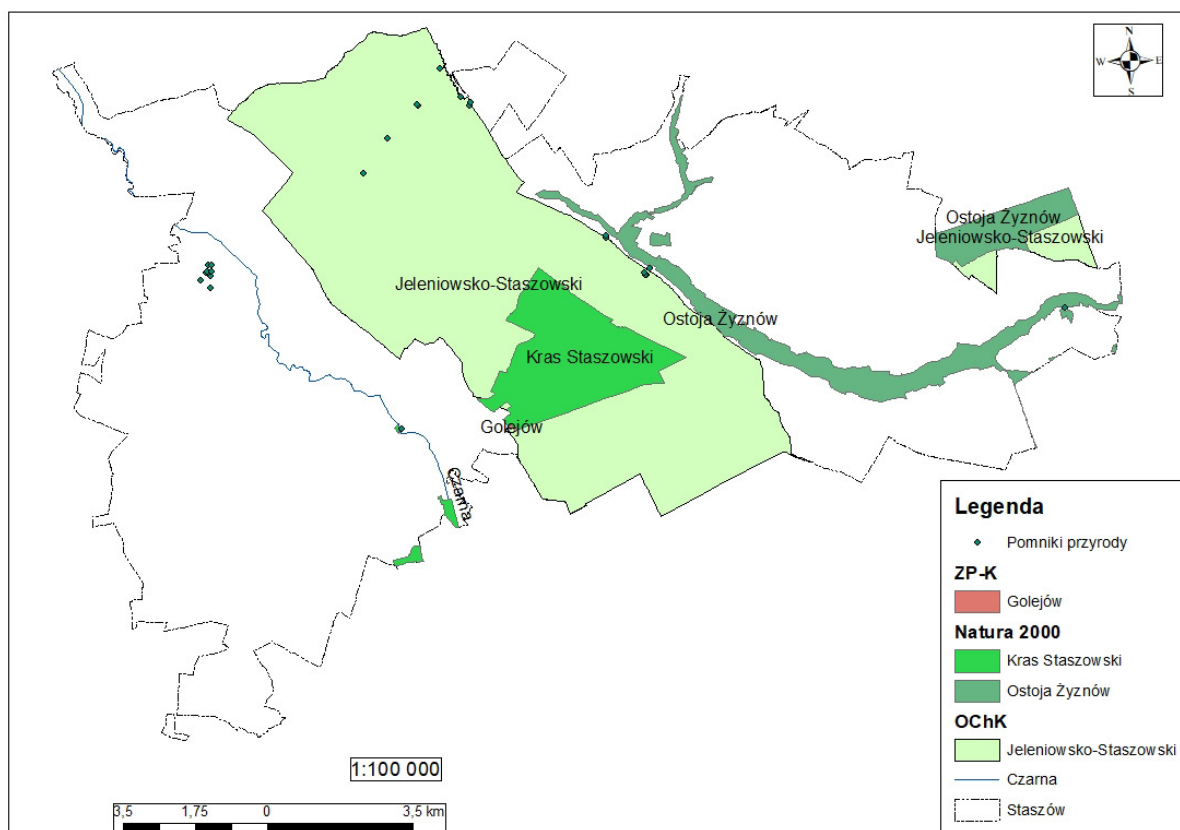 N
W E
S
Ostoja Żyznów
Jeleniowsko-Staszowski
Jeleniowsko-Staszowski
Ostoja Żyznów
Kras Staszowski
Golejów
Czarna
Legenda
Pomniki przyrody
ZP-K
Golejów
Natura 2000
Kras Staszowski
Ostoja Żyznów
OChK
Jeleniowsko-Staszowski
Czarna
Staszów
1:100 000
3,5 1,75 0 3,5 km